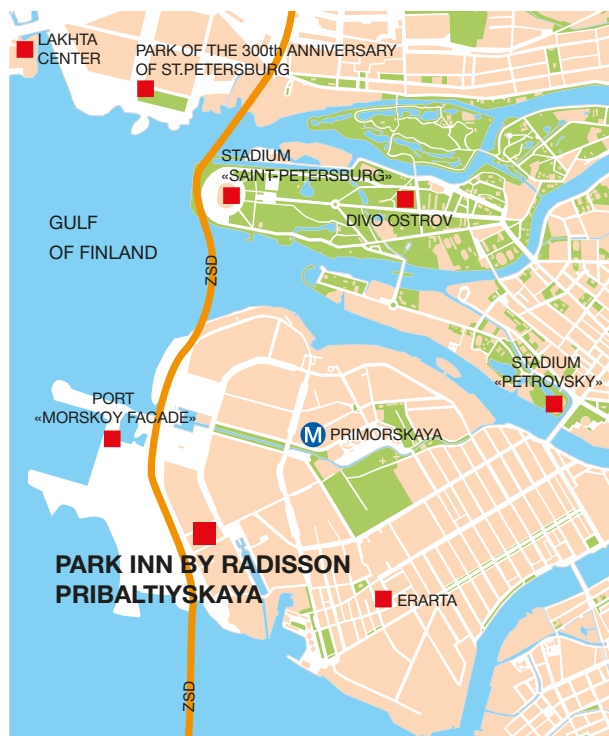 LAKHTA
CENTER
PARK OF THE 300th ANNIVERSARY
OF ST.PETERSBURG
STADIUM
«SAINT-PETERSBURG»
DIVO OSTROV
GULF
OF FINLAND
ZSD
STADIUM
«PETROVSKY»
PORT
«MORSKOY FACADE»
M PRIMORSKAYA
PARK INN BY RADISSON
PRIBALTIYSKAYA
ERARTA
ZSD